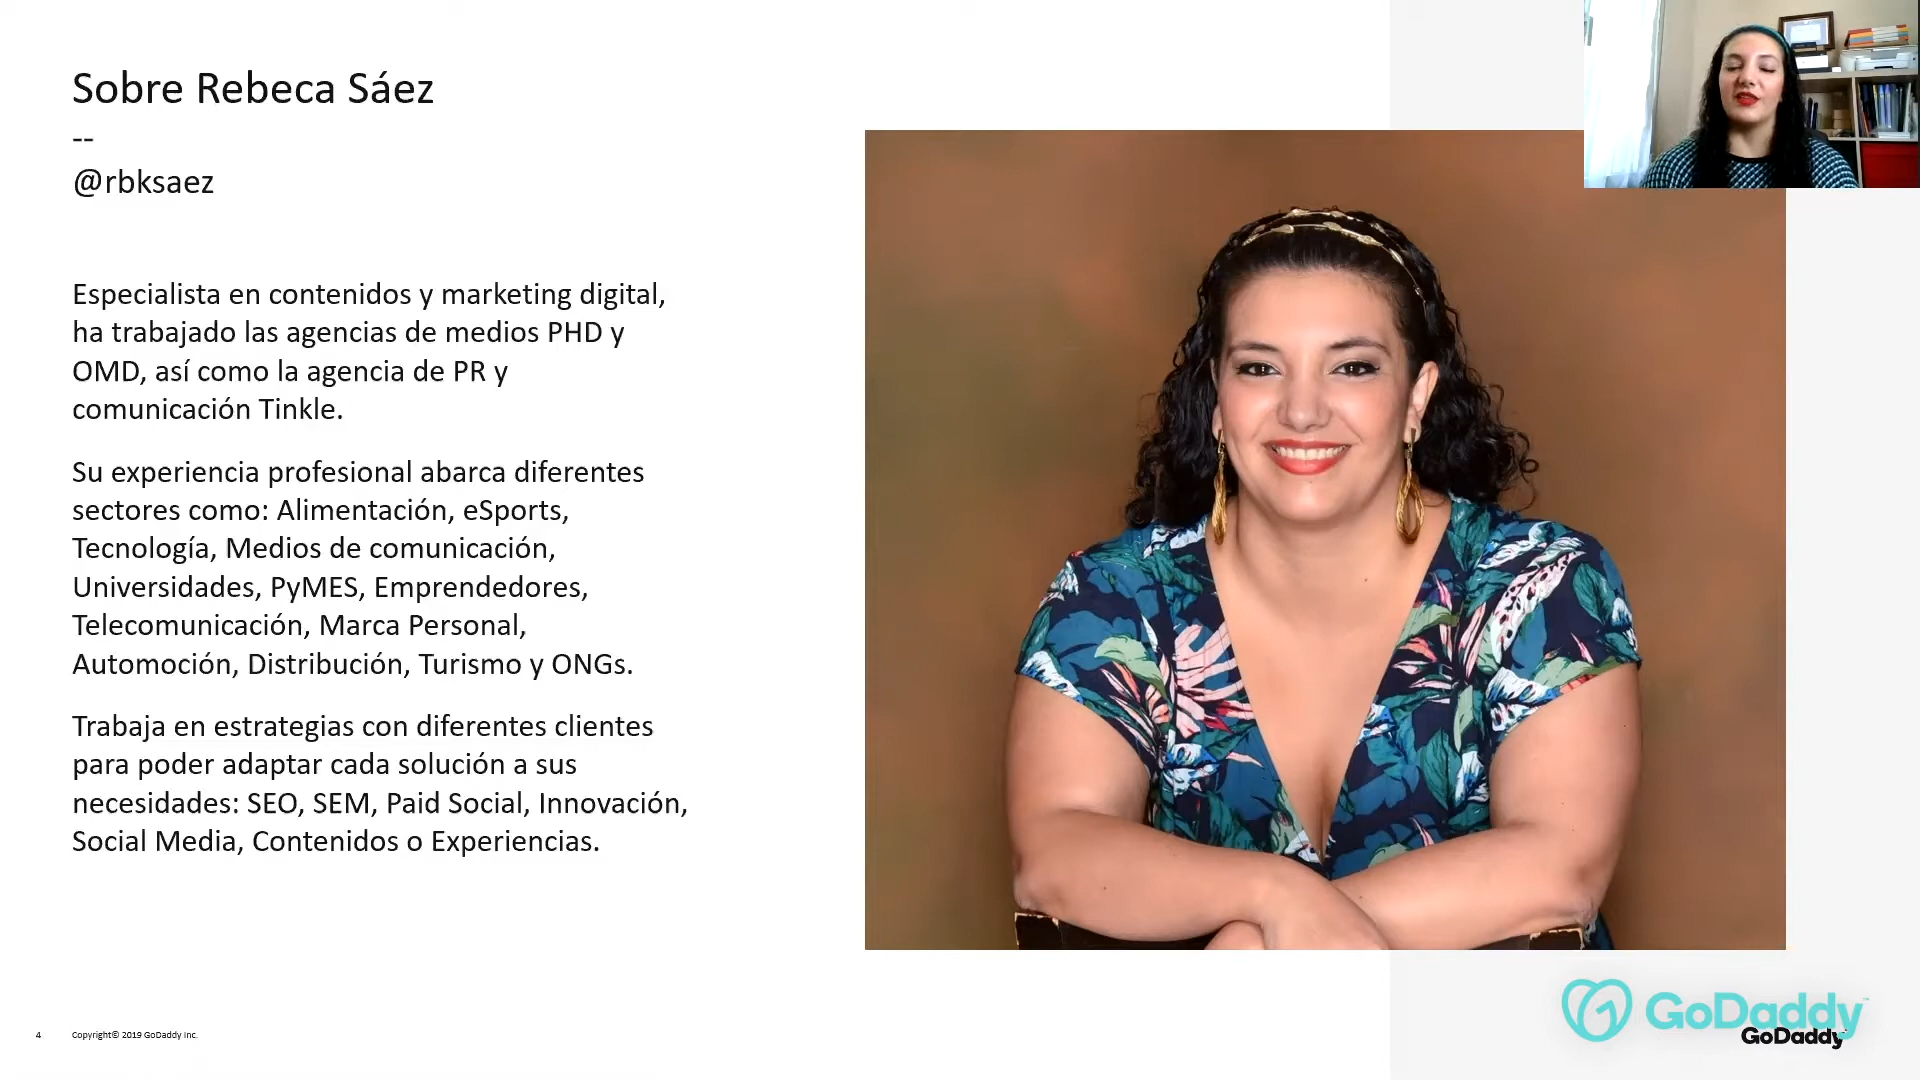 Sobre Rebeca Sáez
--
@rbksaez
Especialista en contenidos y marketing digital,
ha trabajado las agencias de medios PHD y
OMD, así como la agencia de PR y
comunicación Tinkle.
Su experiencia profesional abarca diferentes
sectores como: Alimentación, eSports,
Tecnología, Medios de comunicación,
Universidades, PyMES, Emprendedores,
Telecomunicación, Marca Personal,
Automoción, Distribución, Turismo y ONGs.
Trabaja en estrategias con diferentes clientes
para poder adaptar cada solución a sus
necesidades: SEO, SEM, Paid Social, Innovación,
Social Media, Contenidos o Experiencias.
GoDaddy
GoDaddy
4 Copyright© 2019 GoDaddy Inc.